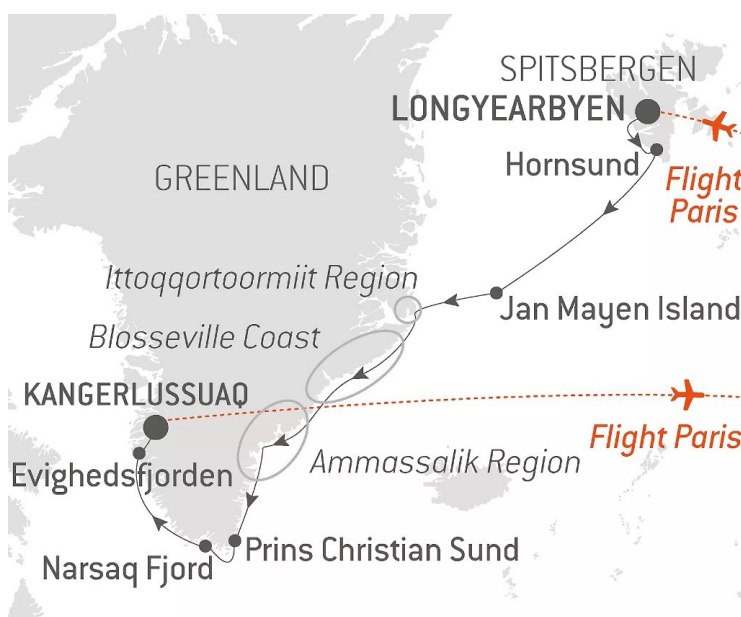 SPITSBERGEN
LONGYEARBYEN
Hornsund
Flight
Paris
GREENLAND
Ittoqqortoormiit Region
Jan Mayen Island
Blosseville Coast
KANGERLUSSUAQ
Flight Paris
Evighedsfjorden
Ammassalik Region
Prins Christian Sund
Narsaq Fjord